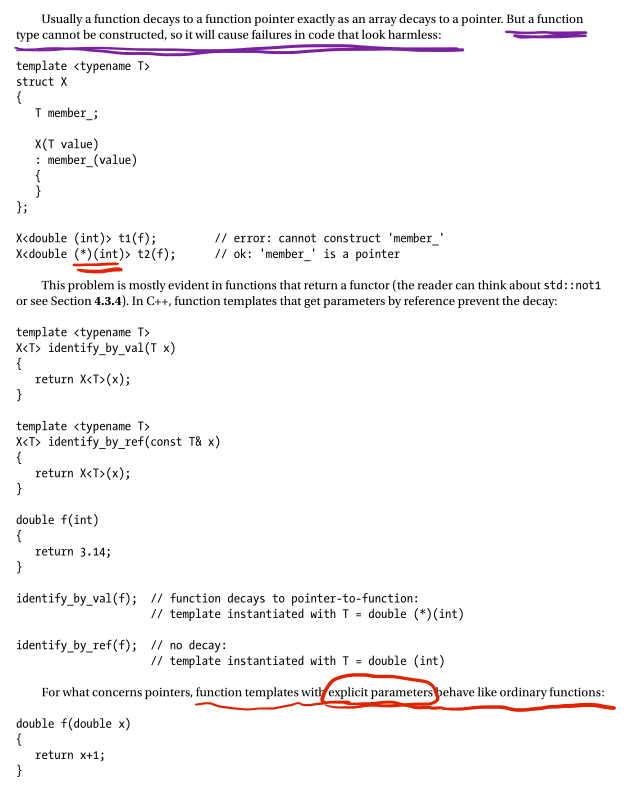 Usually a function decays to a function pointer exactly as an array decays to a pointer. But a function
type cannot be constructed, so it will cause failures in code that look harmless:
template <typename T>
struct X
{
   T member_;

   X(T value)
   : member_(value)
   {
   }
};

X<double (int)> t1(f);         // error: cannot construct 'member_'
X<double (*)(int)> t2(f);      // ok: 'member_' is a pointer
This problem is mostly evident in functions that return a functor (the reader can think about std::not1
or see Section 4.3.4). In C++, function templates that get parameters by reference prevent the decay:
template <typename T>
X<T> identify_by_val(T x)
{
   return X<T>(x);
}

template <typename T>
X<T> identify_by_ref(const T& x)
{
   return X<T>(x);
}

double f(int)
{
   return 3.14;
}

identify_by_val(f);  // function decays to pointer-to-function:
                     // template instantiated with T = double (*)(int)

identify_by_ref(f);  // no decay:
                     // template instantiated with T = double (int)
For what concerns pointers, function templates with explicit parameters behave like ordinary functions:
double f(double x)
{
   return x+1;
}